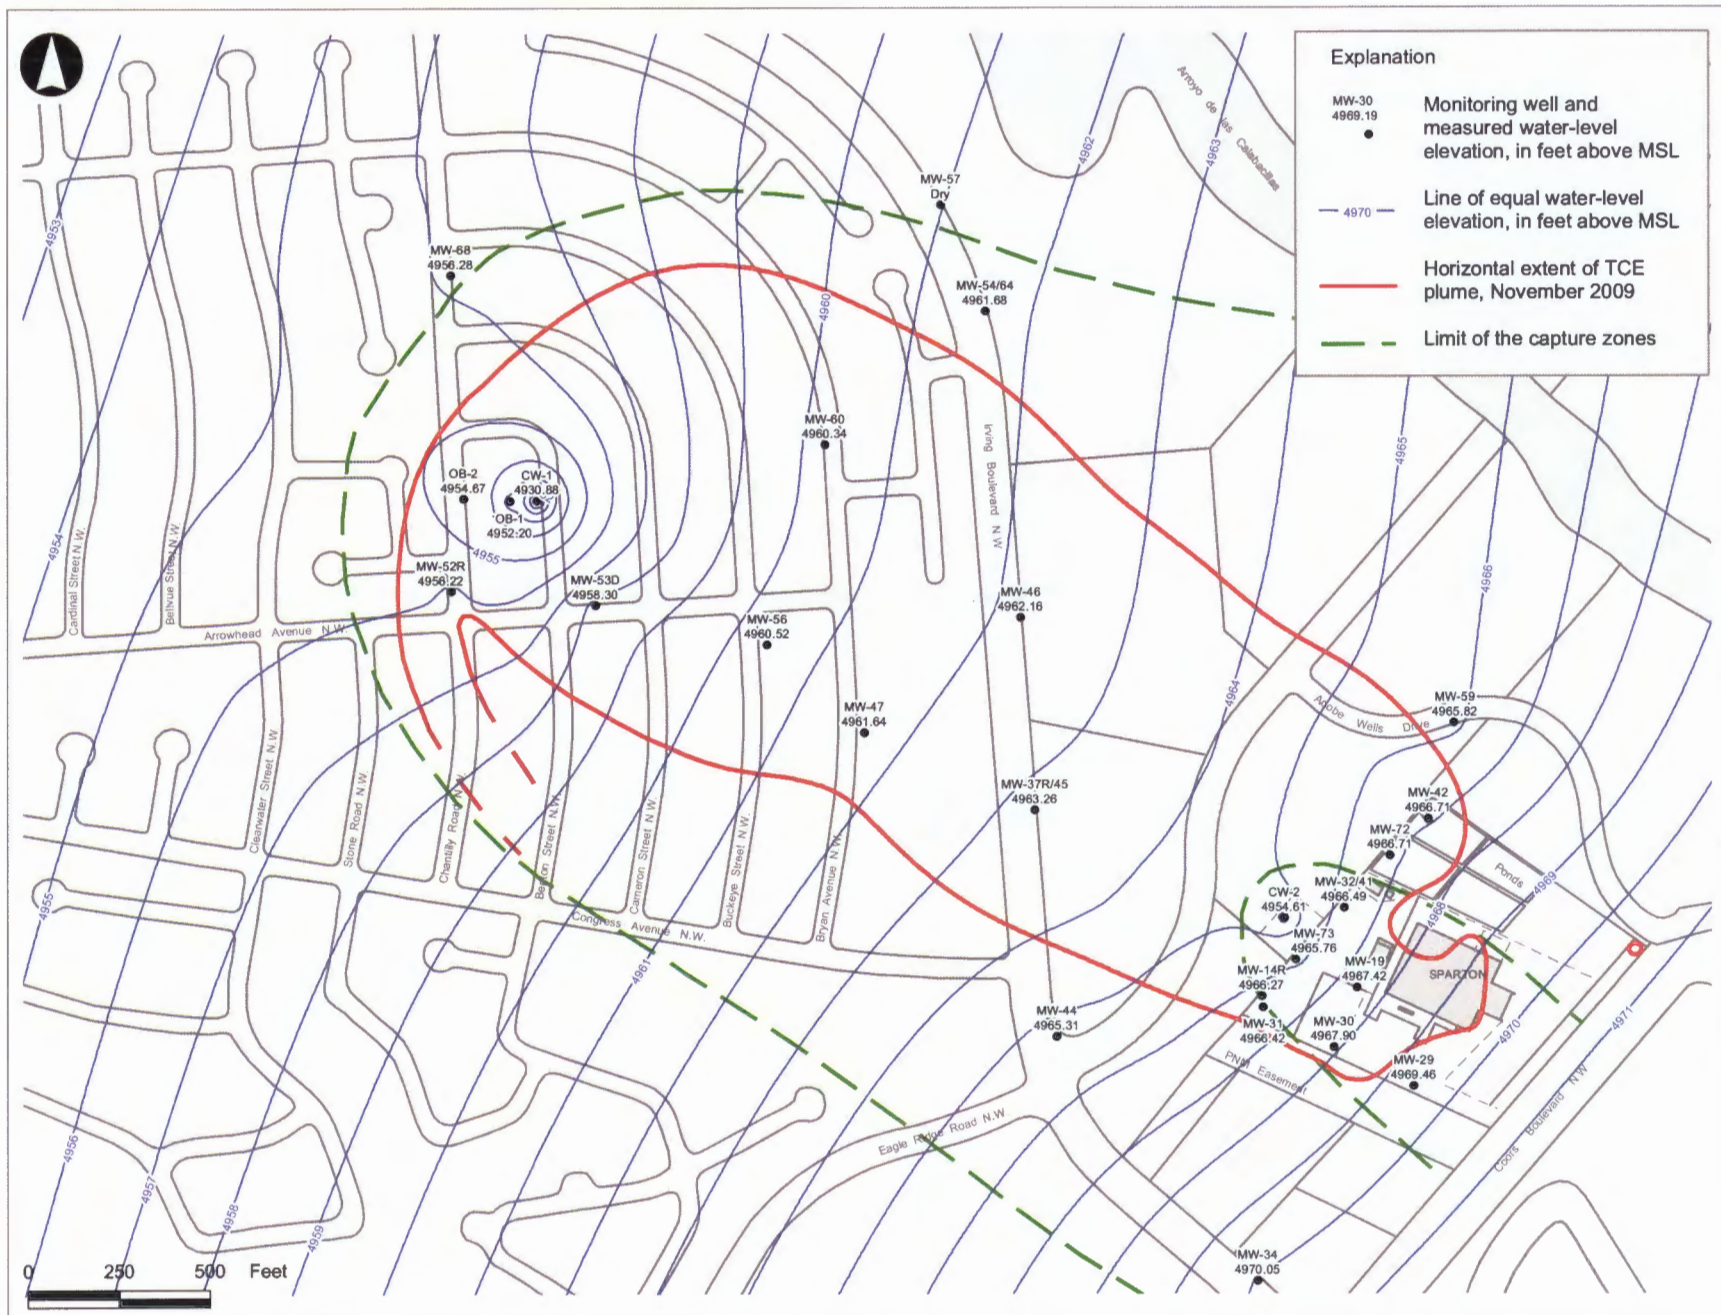 Explanation
MW-30
4969.19
Monitoring well and
measured water-level
elevation, in feet above MSL
4970
Line of equal water-level
elevation, in feet above MSL
Horizontal extent of TCE
plume, November 2009
Limit of the capture zones
Arroyo de las Calabacillas
4962
4963
4953
MW-57
Dry
MW-68
4956.28
MW-54/64
4961.68
4960
MW-60
4960.34
Irving Boulevard N W
4965
OB-2
4954.67
CW-1
4930.88
OB-1
4952.20
4955
4954
Cardinal Street N.W.
Bellvue Street N.W.
MW-52R
4956.22
MW-53D
4958.30
Arrowhead Avenue N.W.
MW-56
4960.52
MW-46
4962.16
4966
4964
MW-47
4961.64
MW-59
4965.82
Adobe Wells Drive
MW-37R/45
4963.26
MW-42
4966.71
MW-72
4966.71
Clearwater Street N.W
Stone Road N.W.
Chantilly Road N.W.
Benton Street N.W.
Cameron Street N.W.
Buckeye Street N.W.
Bryan Avenue N.W.
Ponds
4969
CW-2
4954.61
MW-32/41
4966.49
4968
4955
Congress Avenue N.W.
MW-73
4965.76
4961
MW-14R
4966.27
MW-19
4967.42
SPARTON
MW-44
4965.31
MW-31
4966.42
MW-30
4967.90
4970
4971
MW-29
4969.46
PNM Easement
Coors Boulevard N W
Eagle Ridge Road N.W.
4956
4957
4958
4959
MW-34
4970.05
0 250 500 Feet